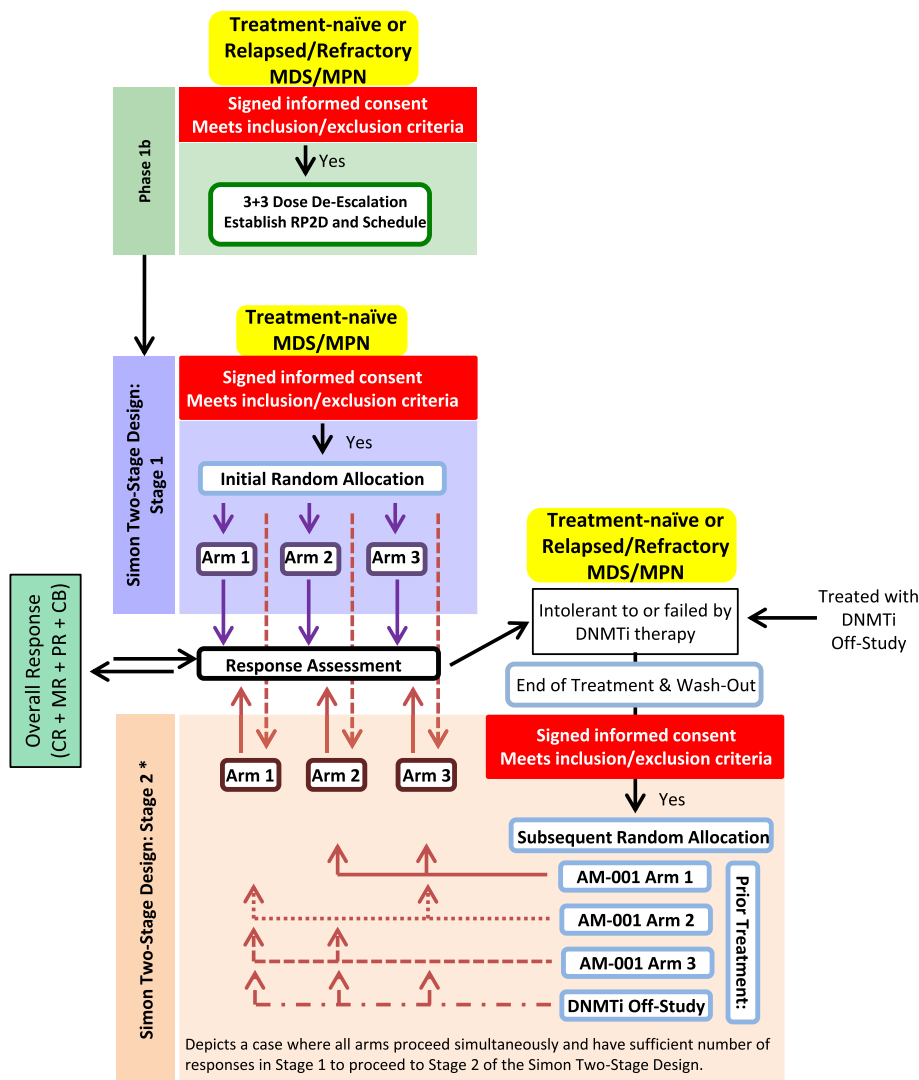 Treatment-naïve or
Relapsed/Refractory
MDS/MPN
Phase 1b
Signed informed consent
Meets inclusion/exclusion criteria
Yes
3+3 Dose De-Escalation
Establish RP2D and Schedule
Treatment-naïve
MDS/MPN
Simon Two-Stage Design:
Stage 1
Signed informed consent
Meets inclusion/exclusion criteria
Yes
Initial Random Allocation
Arm 1
Arm 2
Arm 3
Treatment-naïve or
Relapsed/Refractory
MDS/MPN
Intolerant to or failed by
DNMTi therapy
Treated with
DNMTi
Off-Study
Overall Response
(CR + MR + PR + CB)
Response Assessment
End of Treatment & Wash-Out
Simon Two-Stage Design: Stage 2 *
Signed informed consent
Meets inclusion/exclusion criteria
Arm 1
Arm 2
Arm 3
Yes
Subsequent Random Allocation
Prior Treatment:
AM-001 Arm 1
AM-001 Arm 2
AM-001 Arm 3
DNMTi Off-Study
Depicts a case where all arms proceed simultaneously and have sufficient number of
responses in Stage 1 to proceed to Stage 2 of the Simon Two-Stage Design.